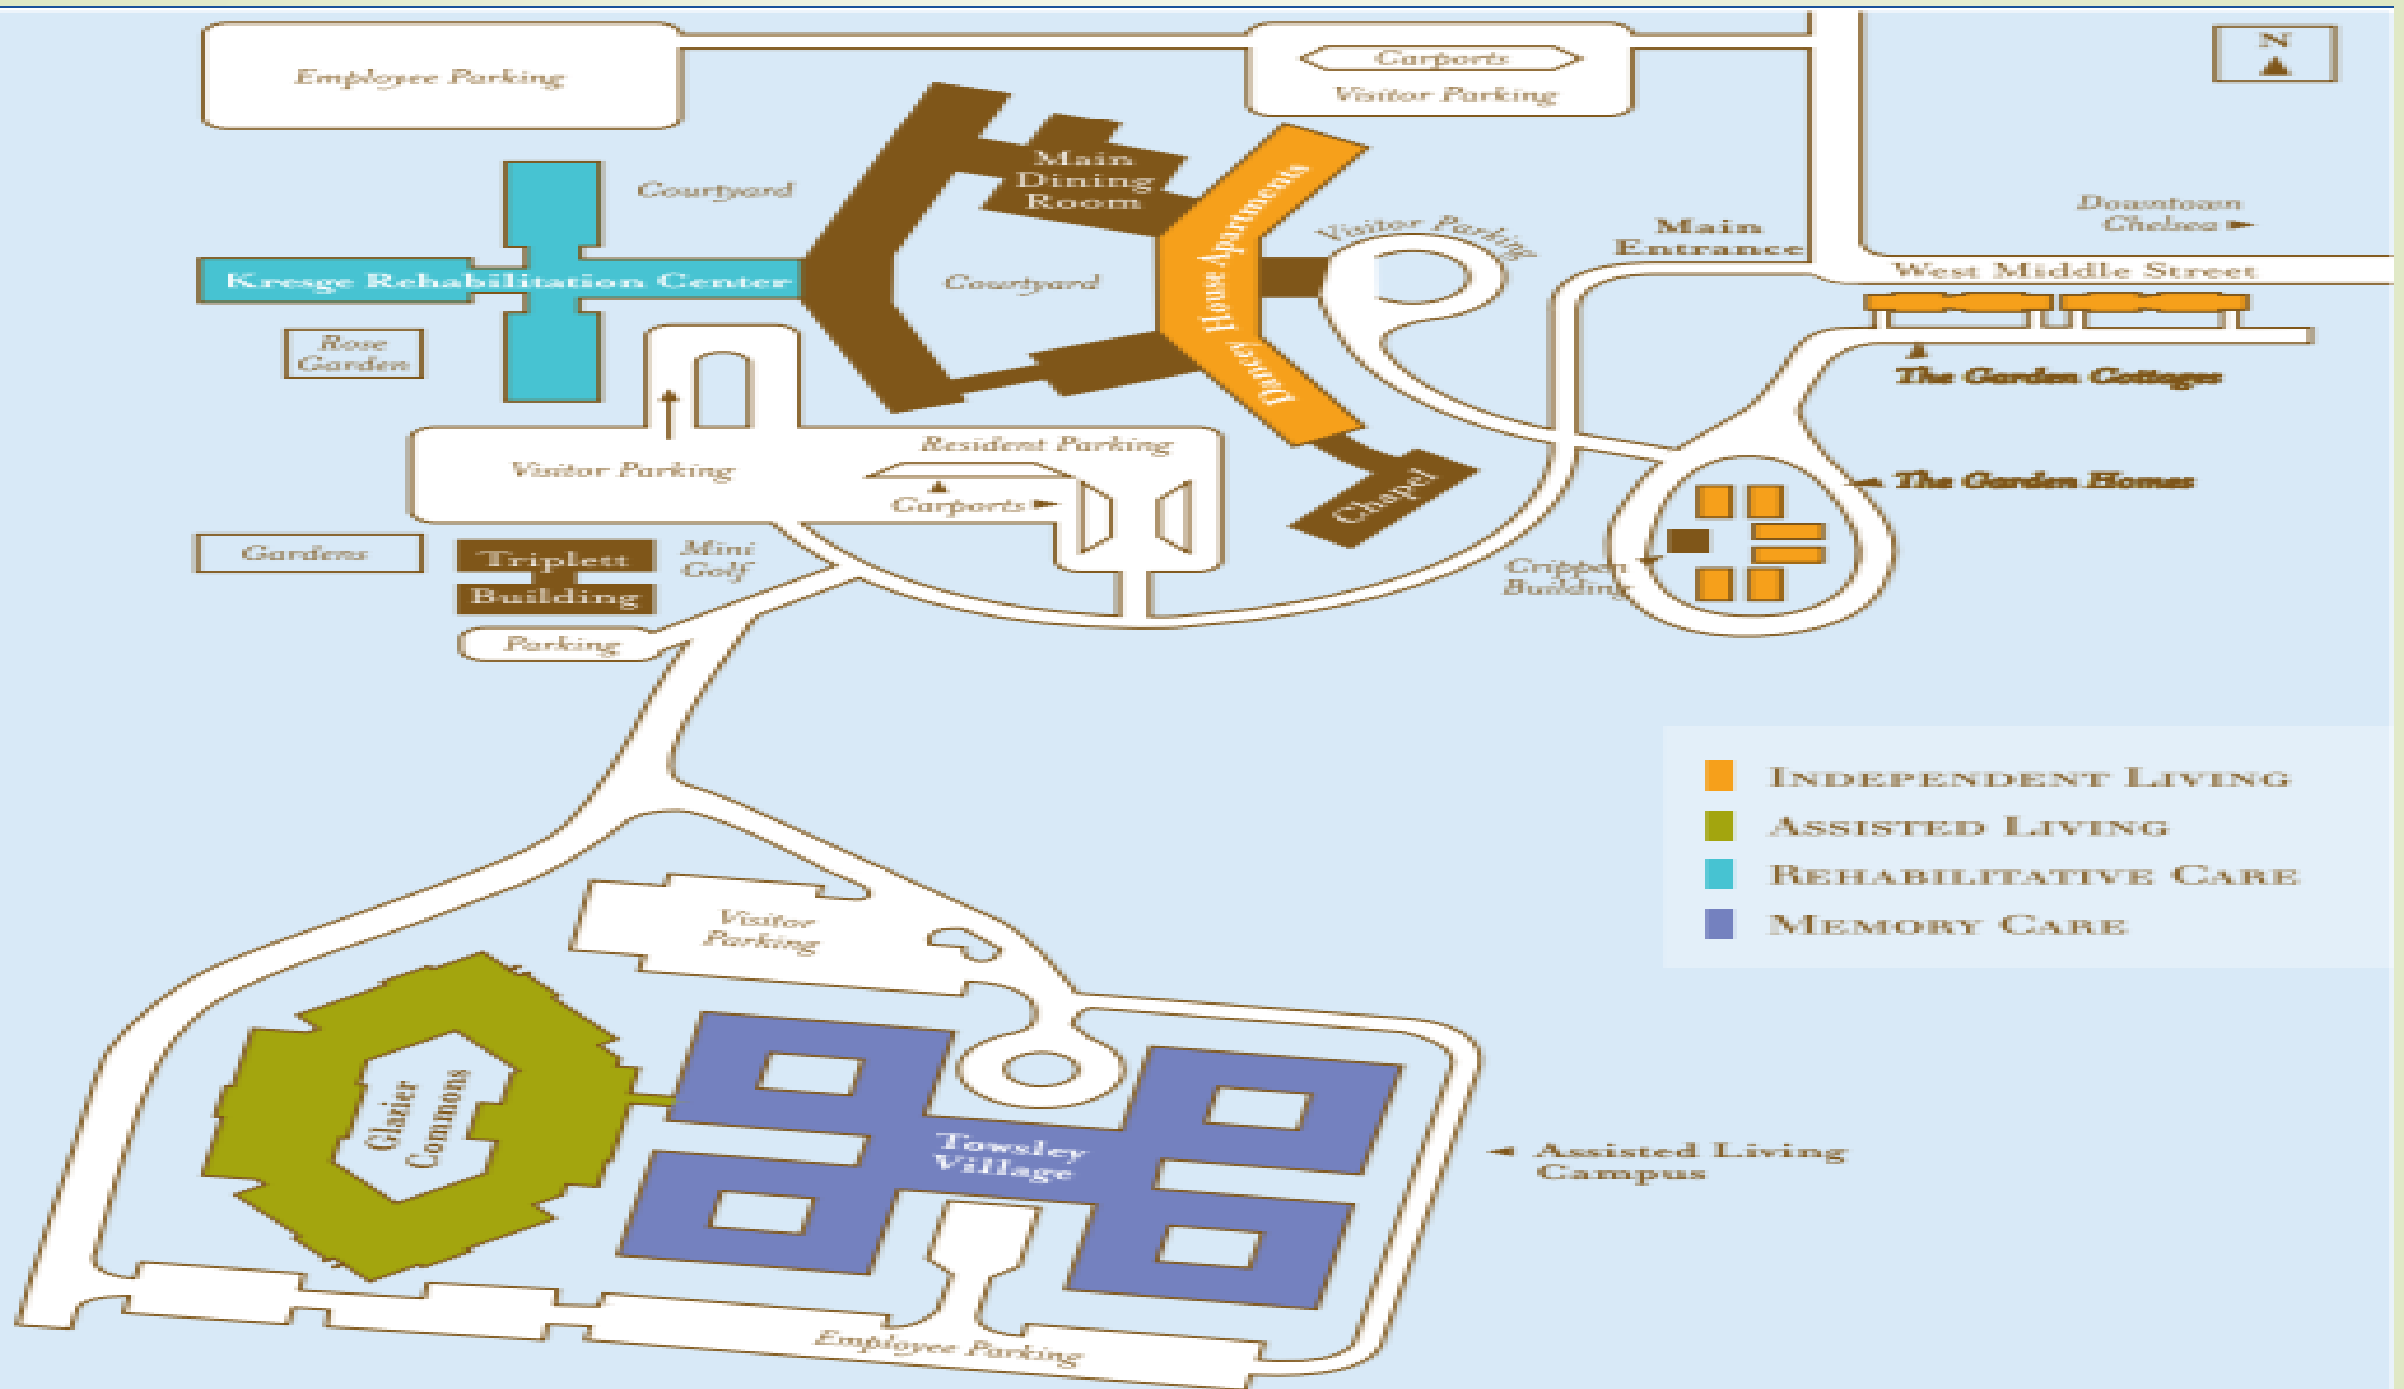 Employee Parking
Carports
Visitor Parking
N
Main
Dining
Room
Courtyard
Dancey House Apartments
Visitor Parking
Main
Entrance
Downtown
Chelsea
West Middle Street
Kresge Rehabilitation Center
Courtyard
Rose
Garden
The Garden Cottages
Resident Parking
Visitor Parking
Carports
Chapel
The Garden Homes
Gardens
Triplett
Building
Mini
Golf
Crippen
Building
Parking
INDEPENDENT LIVING
ASSISTED LIVING
REHABILITATIVE CARE
MEMORY CARE
Visitor
Parking
Glazier
Commons
Towsley
Village
Assisted Living
Campus
Employee Parking